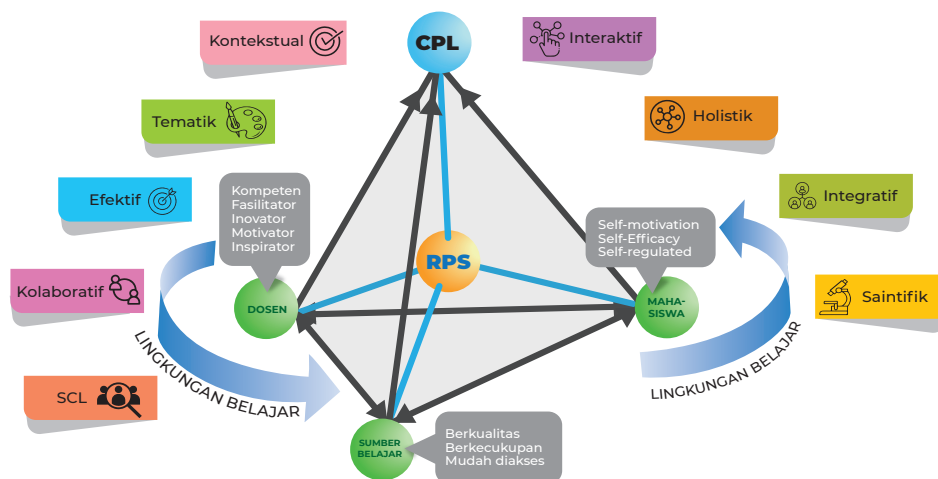 Kontekstual
CPL
Interaktif
Tematik
Holistik
Efektif
Kompeten
Fasilitator
Inovator
Motivator
Inspirator
Self-motivation
Self-Efficacy
Self-regulated
Integratif
Kolaboratif
RPS
DOSEN
MAHA-
SISWA
Saintifik
LINGKUNGAN BELAJAR
LINGKUNGAN BELAJAR
SCL
SUMBER
BELAJAR
Berkualitas
Berkecukupan
Mudah diakses